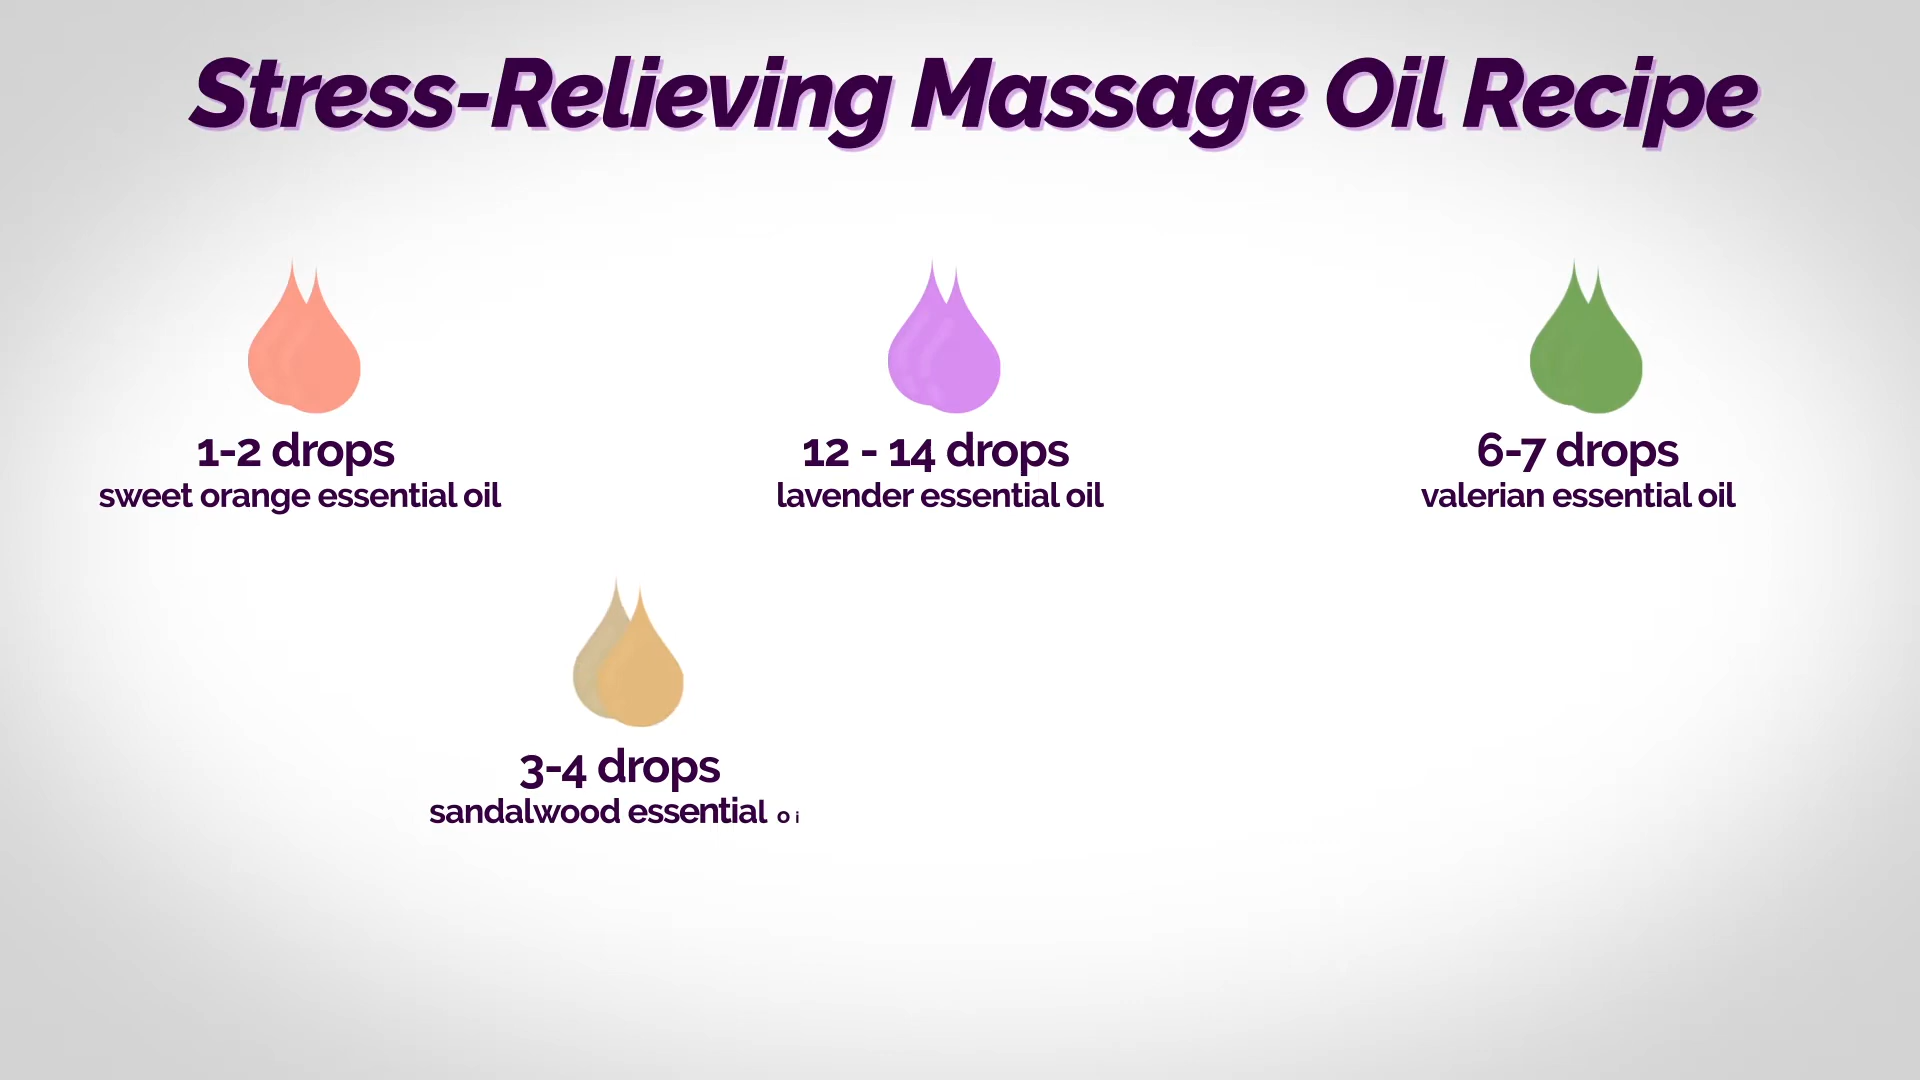 Stress-Relieving Massage Oil Recipe
1-2 drops
sweet orange essential oil
12 - 14 drops
lavender essential oil
6-7 drops
valerian essential oil
3-4 drops
sandalwood essential oi